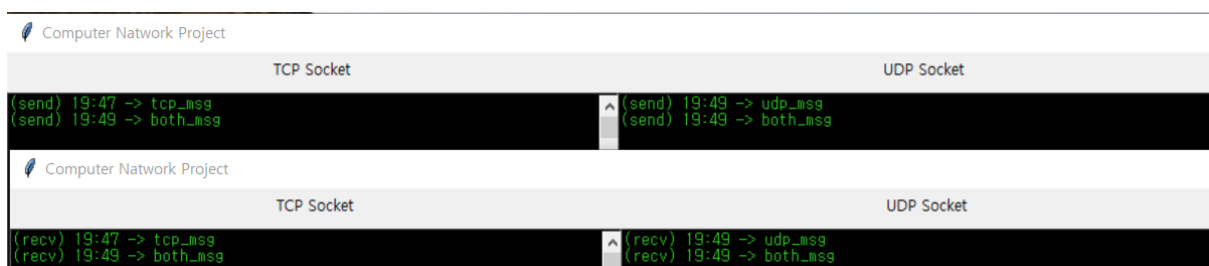 Computer Natwork Project
TCP Socket UDP Socket
(send) 19:47 -> tcp_msg (send) 19:49 -> udp_msg
(send) 19:49 -> both_msg (send) 19:49 -> both_msg
Computer Natwork Project
TCP Socket UDP Socket
(recv) 19:47 -> tcp_msg (recv) 19:49 -> udp_msg
(recv) 19:49 -> both_msg (recv) 19:49 -> both_msg